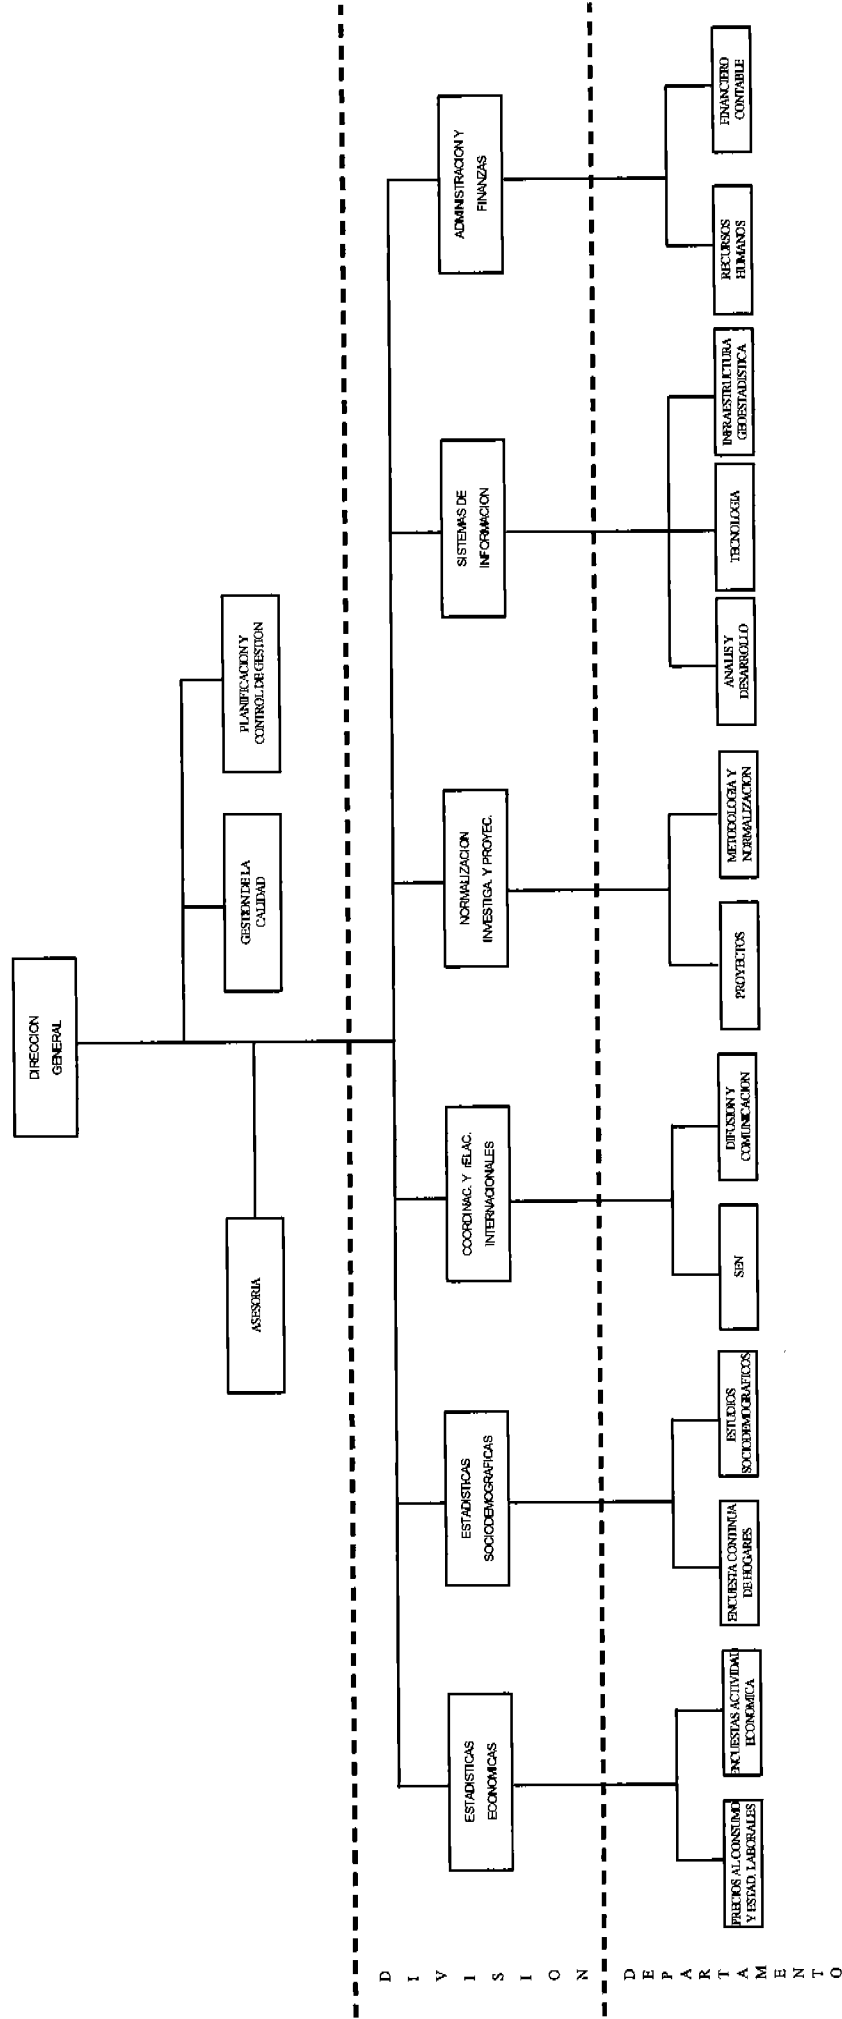 DIRECCION
GENERAL
ASESORIA
GESTION DE LA
CALIDAD
PLANIFICACION Y
CONTROL DE GESTION
D I V I S I O N
ESTADISTICAS
ECONOMICAS
ESTADISTICAS
SOCIODEMOGRAFICAS
COORDINAC. Y rELAC.
INTERNACIONALES
NORMALIZACION
INVESTIGA. Y PROYEC.
SISTEMAS DE
INFORMACION
ADMINISTRACION Y
FINANZAS
D E P A R T A M E N T O
PRECIOS AL CONSUMO
Y ESTAD. LABORALES
ENCUESTAS ACTIVIDAD
ECONOMICA
ENCUESTA CONTINUA
DE HOGARES
ESTUDIOS
SOCIODEMOGRAFICOS
SEN
DIFUSION Y
COMUNICACION
PROYECTOS
METODOLOGIA Y
NORMALIZACION
ANALIS Y
DESARROLLO
TECNOLOGIA
INFRAESTRUCTURA
GEOESTADISTICA
RECURSOS
HUMANOS
FINANCIERO
CONTABLE